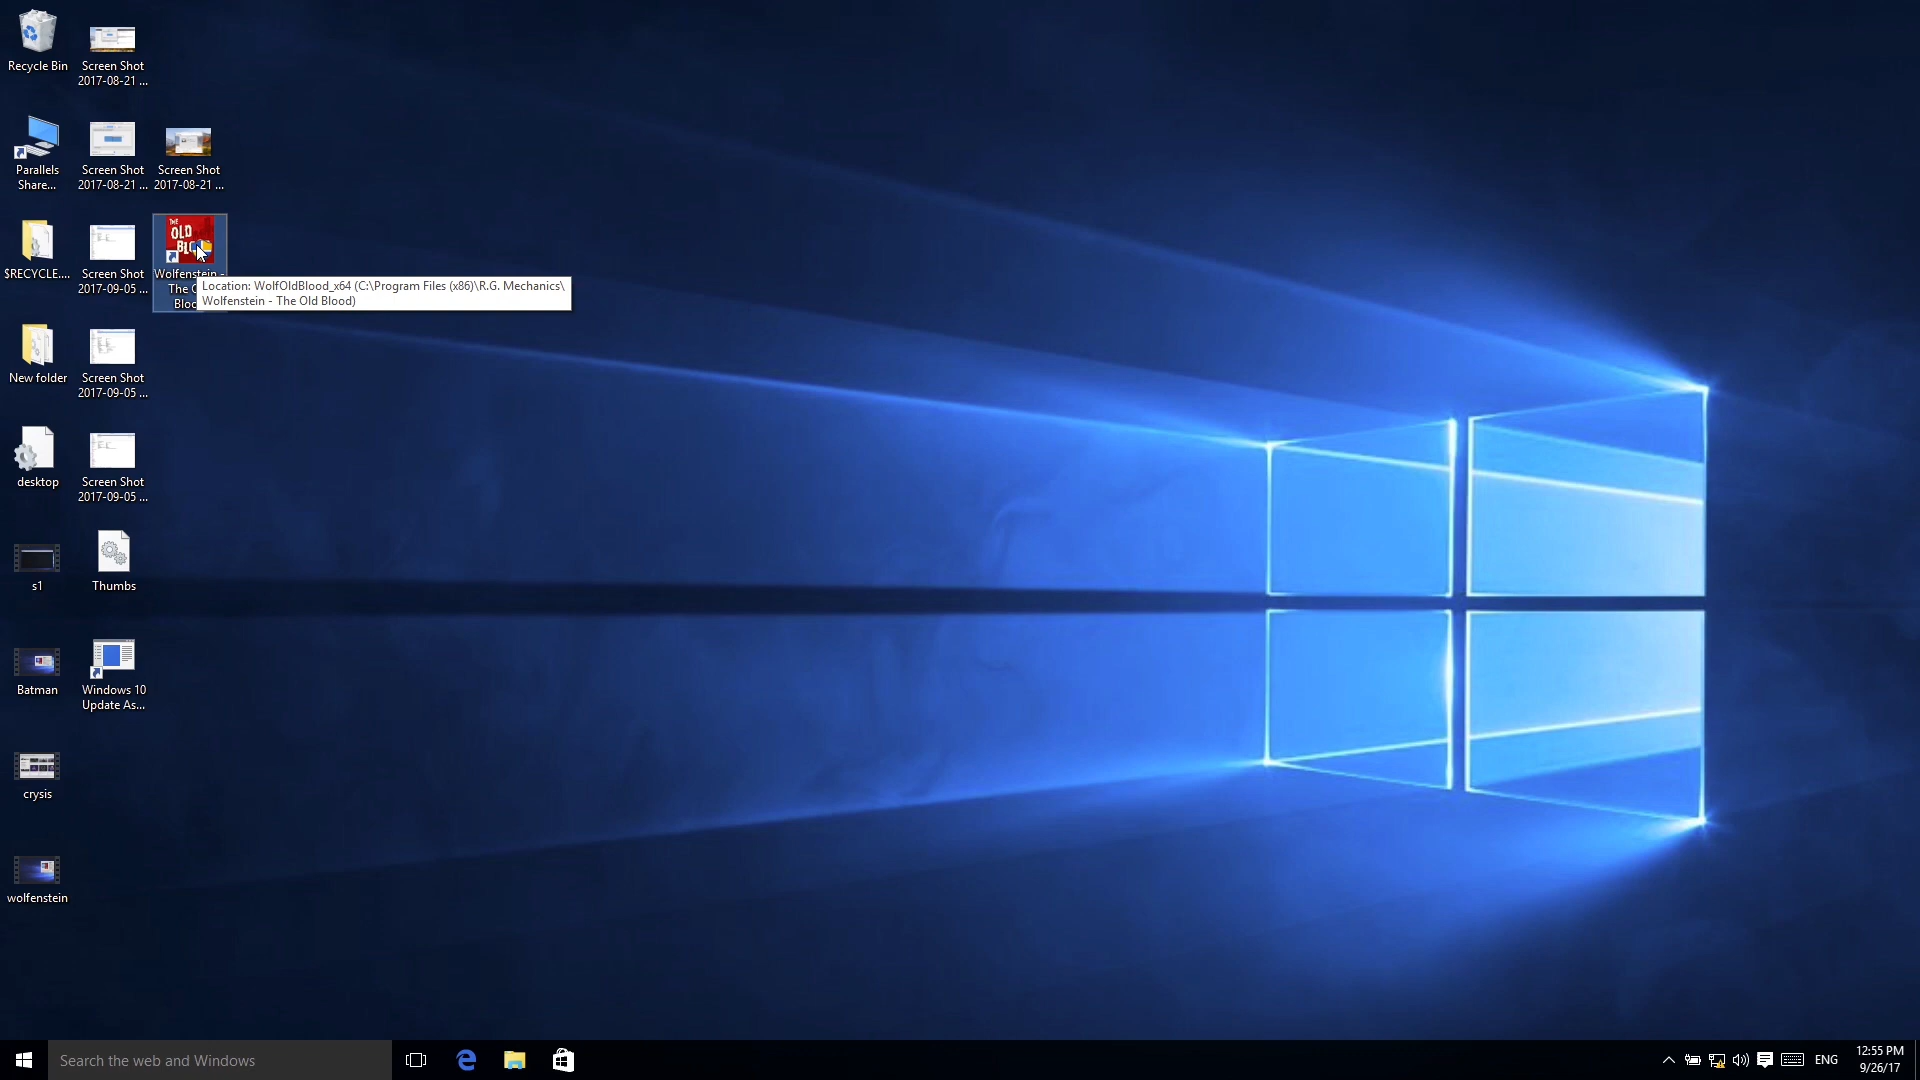 Recycle Bin
Screen Shot
2017-08-21 ...
Parallels
Share...
Screen Shot
2017-08-21 ...
Screen Shot
2017-08-21 ...
$RECYCLE....
Screen Shot
2017-09-05 ...
THE
OLD
Wolfenstein -
The
Location: WolfOldBlood_x64 (C:\Program Files (x86)\R.G. Mechanics\
Wolfenstein - The Old Blood)
New folder
Screen Shot
2017-09-05 ...
desktop
Screen Shot
2017-09-05 ...
s1
Thumbs
Batman
Windows 10
Update As...
crysis
wolfenstein
Search the web and Windows
ENG
12:55 PM
9/26/17